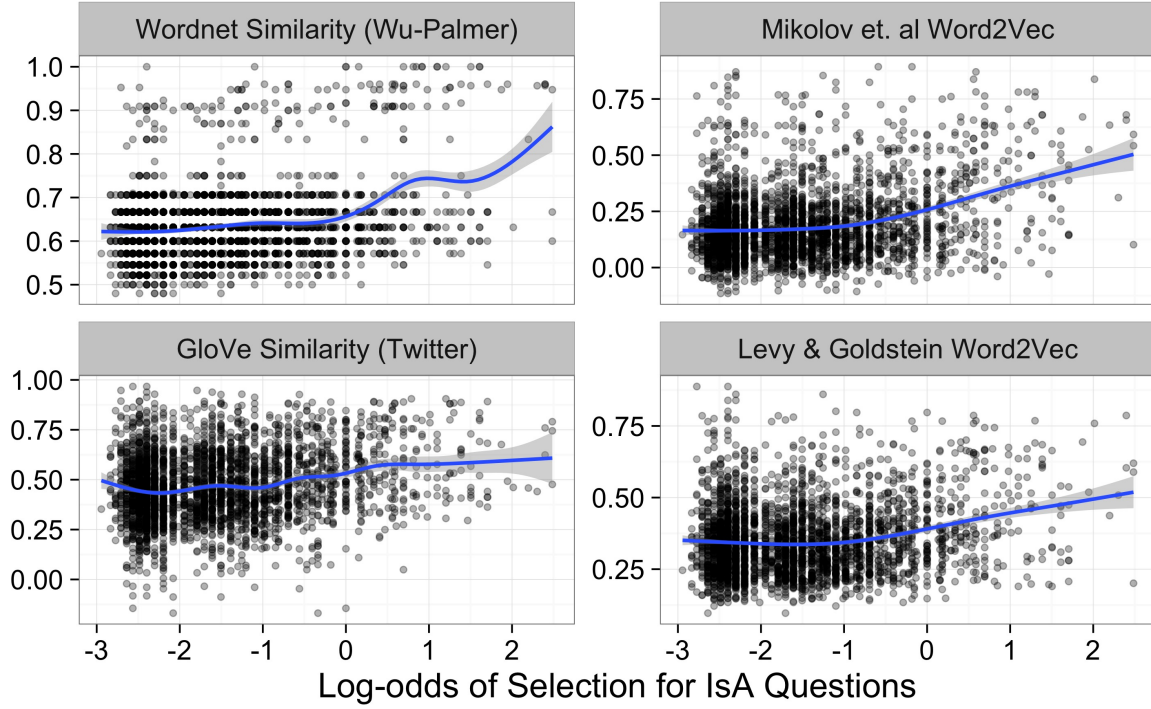 Wordnet Similarity (Wu-Palmer)
Mikolov et. al Word2Vec
1.0
0.9
0.8
0.7
0.6
0.5
0.75
0.50
0.25
0.00
GloVe Similarity (Twitter)
Levy & Goldstein Word2Vec
1.00
0.75
0.50
0.25
0.00
0.75
0.50
0.25
-3 -2 -1 0 1 2
-3 -2 -1 0 1 2
Log-odds of Selection for IsA Questions